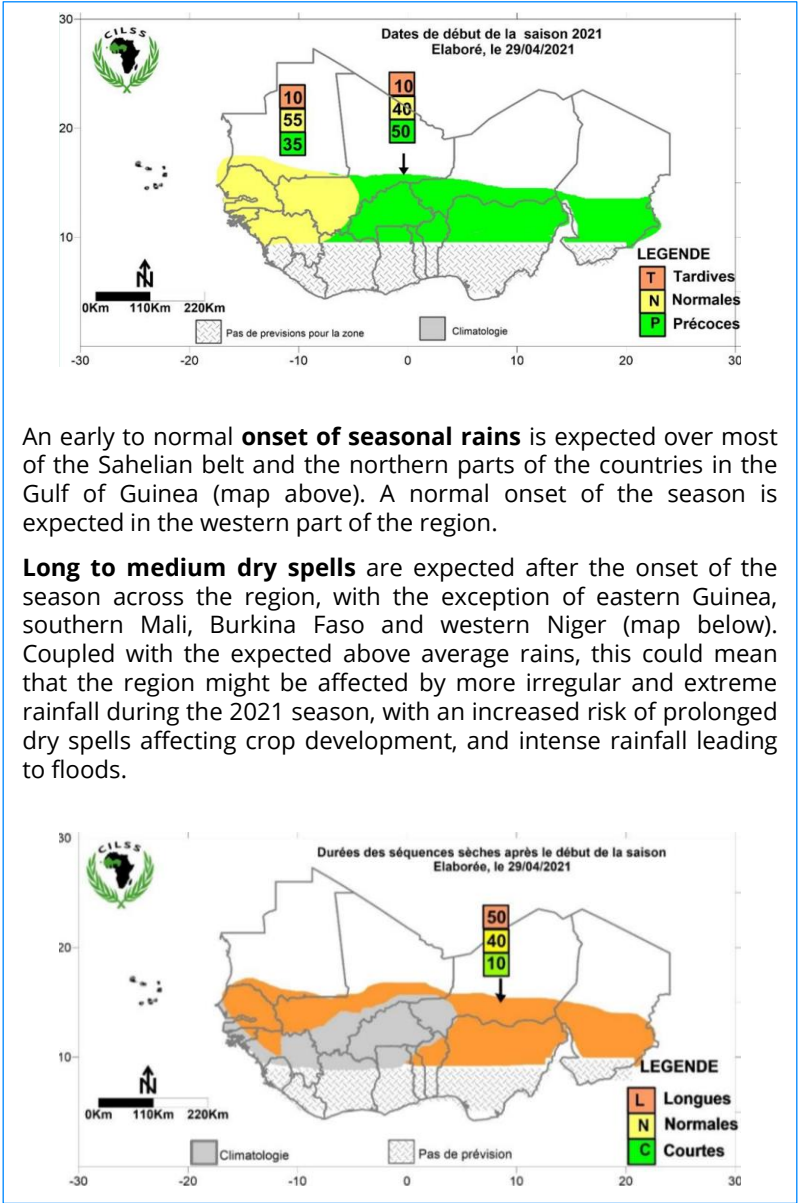 30
CILSS
Dates de début de la saison 2021
Elaboré, le 29/04/2021
10
55
35
10
40
50
20
10
N
0Km 110Km 220Km
LEGENDE
T Tardives
N Normales
P Précoces
Pas de previsions pour la zone
Climatologie
-30 -20 -10 0 10 20 30
An early to normal onset of seasonal rains is expected over most
of the Sahelian belt and the northern parts of the countries in the
Gulf of Guinea (map above). A normal onset of the season is
expected in the western part of the region.
Long to medium dry spells are expected after the onset of the
season across the region, with the exception of eastern Guinea,
southern Mali, Burkina Faso and western Niger (map below).
Coupled with the expected above average rains, this could mean
that the region might be affected by more irregular and extreme
rainfall during the 2021 season, with an increased risk of prolonged
dry spells affecting crop development, and intense rainfall leading
to floods.
30
CILSS
Durées des séquences sèches après le début de la saison
Elaborée, le 29/04/2021
50
40
10
20
10
N
0Km 110Km 220Km
LEGENDE
L Longues
N Normales
C Courtes
Climatologie
Pas de prévision
-30 -20 -10 0 10 20 30